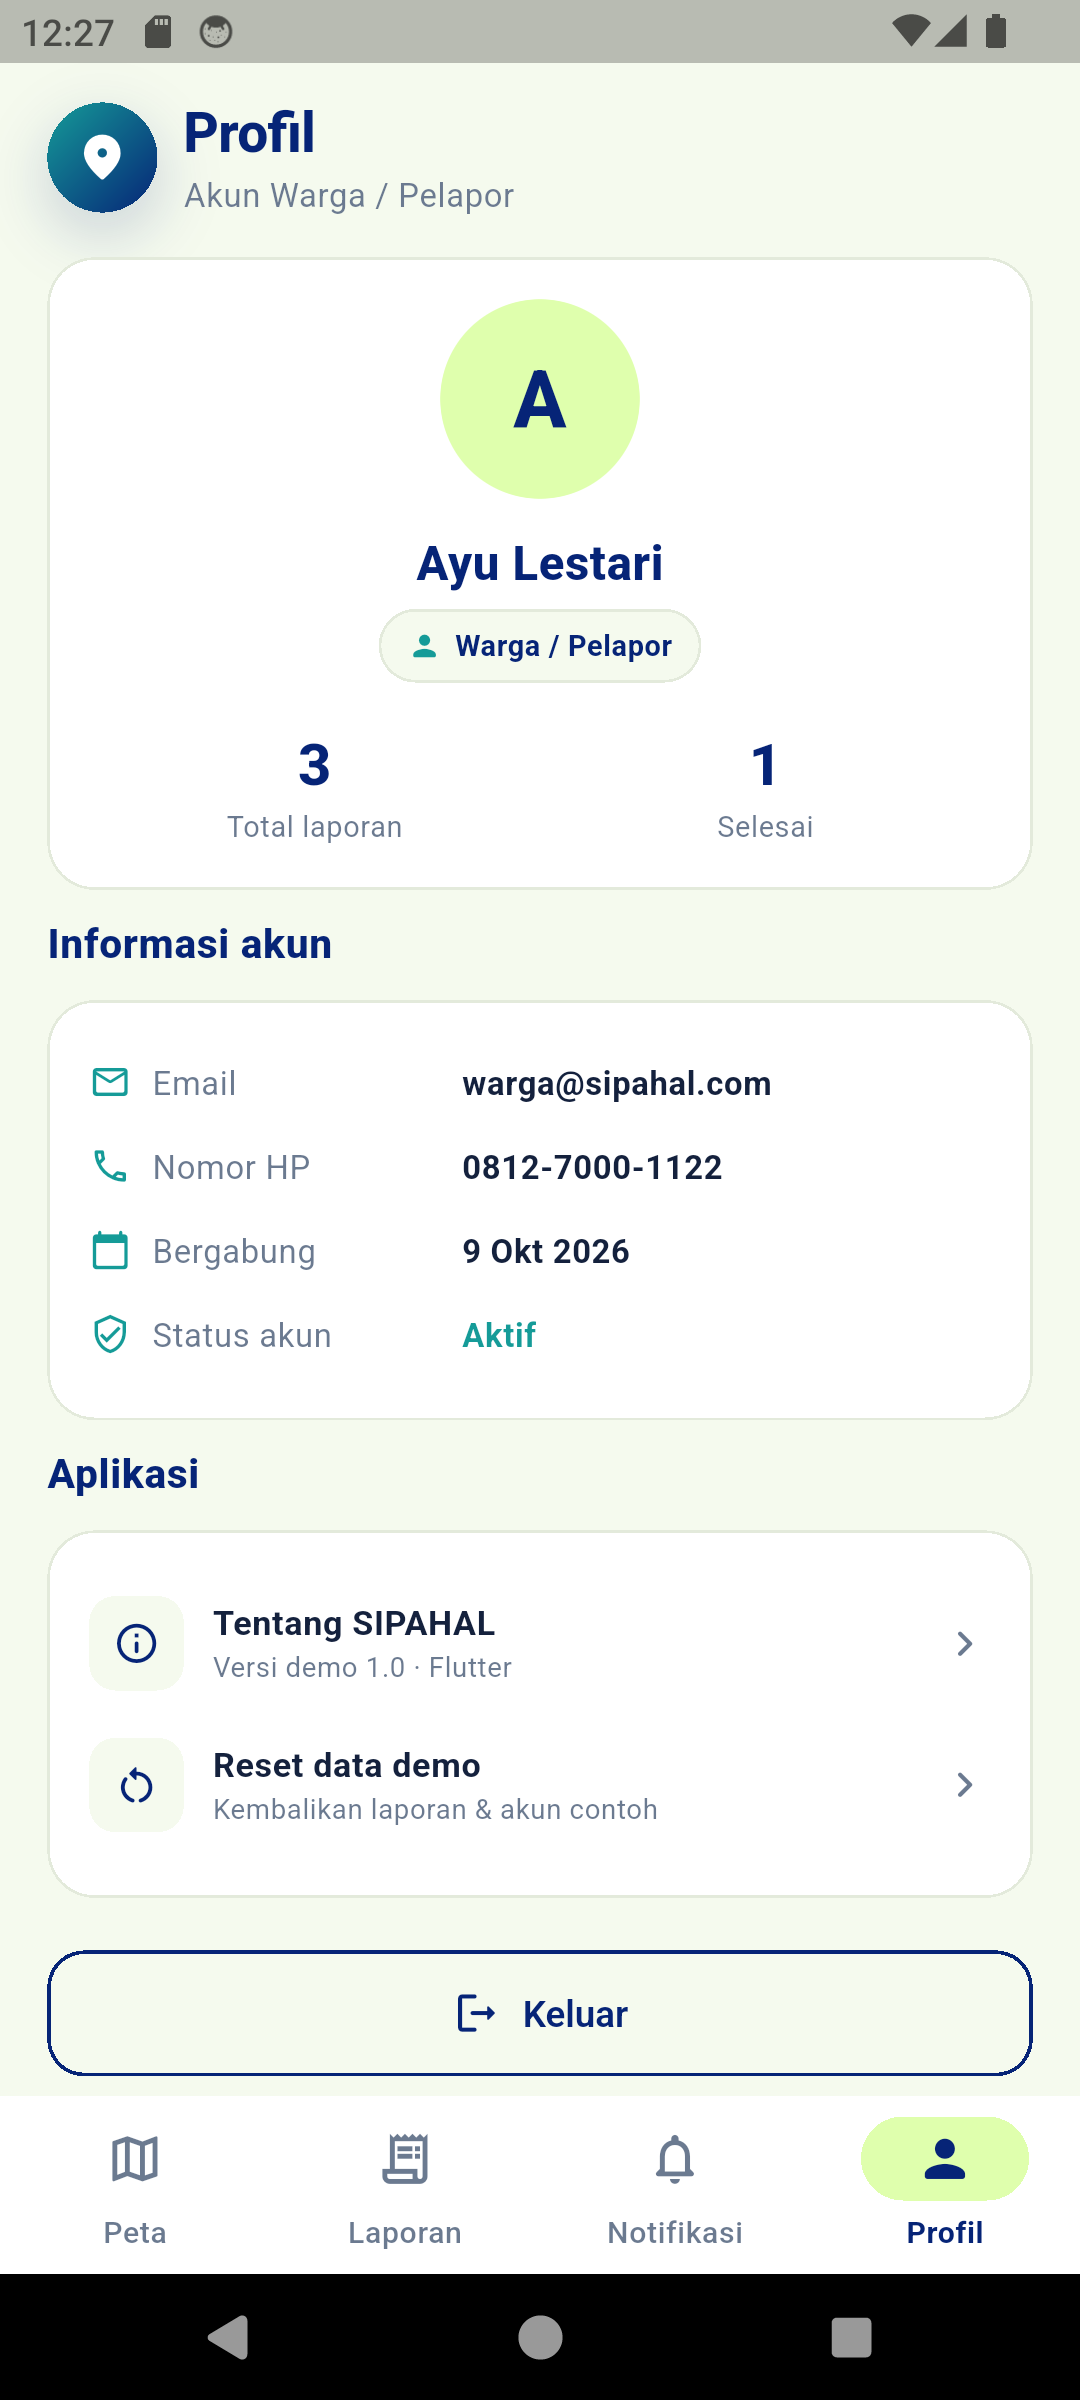 12:27
Profil
Akun Warga / Pelapor
A
Ayu Lestari
Warga / Pelapor
3
Total laporan
1
Selesai
Informasi akun
Email
warga@sipahal.com
Nomor HP
0812-7000-1122
Bergabung
9 Okt 2026
Status akun
Aktif
Aplikasi
Tentang SIPAHAL
Versi demo 1.0 · Flutter
Reset data demo
Kembalikan laporan & akun contoh
Keluar
Peta
Laporan
Notifikasi
Profil